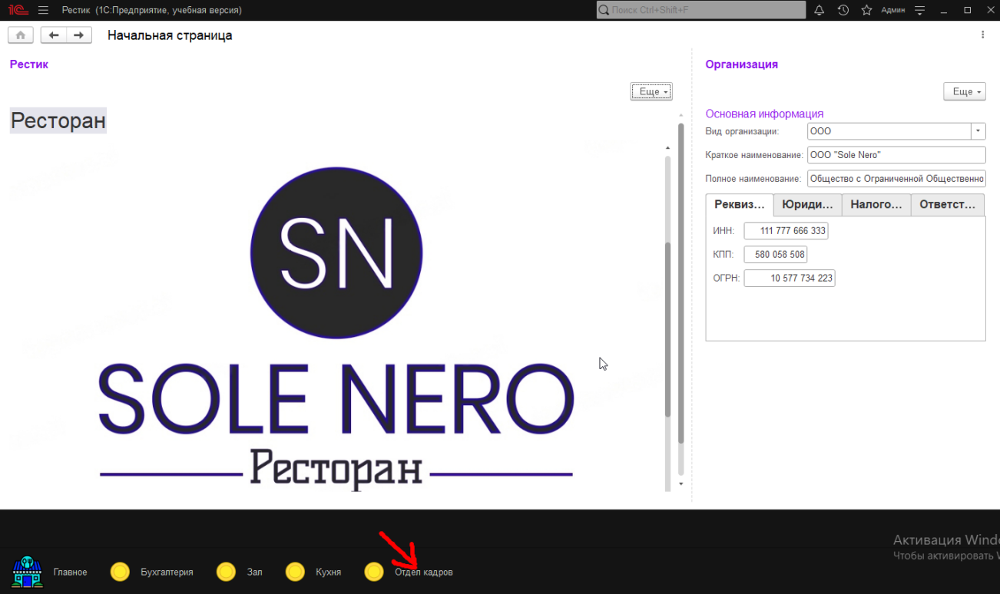 Рестик (1С:Предприятие, учебная версия)
Поиск Ctrl+Shift+F
Админ
Начальная страница
Рестик
Еще
Ресторан
SN
SOLE NERO
Ресторан
Организация
Еще
Основная информация
Вид организации: ООО
Краткое наименование: ООО "Sole Nero"
Полное наименование: Общество с Ограниченной Общественно
Реквиз... Юриди... Налого... Ответст...
ИНН: 111 777 666 333
КПП: 580 058 508
ОГРН: 10 577 734 223
Активация Windo
Чтобы активировать W
Главное Бухгалтерия Зал Кухня Отдел кадров